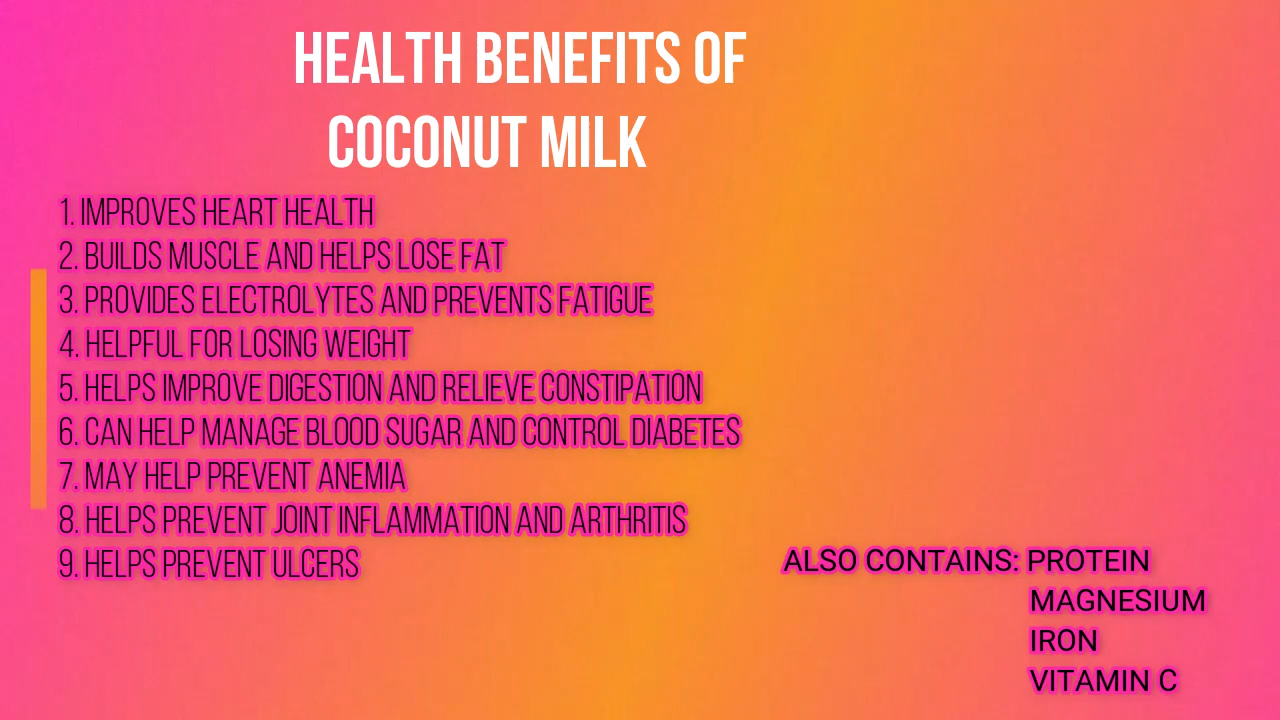 HEALTH BENEFITS OF
COCONUT MILK
1. IMPROVES HEART HEALTH
2. BUILDS MUSCLE AND HELPS LOSE FAT
3. PROVIDES ELECTROLYTES AND PREVENTS FATIGUE
4. HELPFUL FOR LOSING WEIGHT
5. HELPS IMPROVE DIGESTION AND RELIEVE CONSTIPATION
6. CAN HELP MANAGE BLOOD SUGAR AND CONTROL DIABETES
7. MAY HELP PREVENT ANEMIA
8. HELPS PREVENT JOINT INFLAMMATION AND ARTHRITIS
9. HELPS PREVENT ULCERS
ALSO CONTAINS: PROTEIN
MAGNESIUM
IRON
VITAMIN C